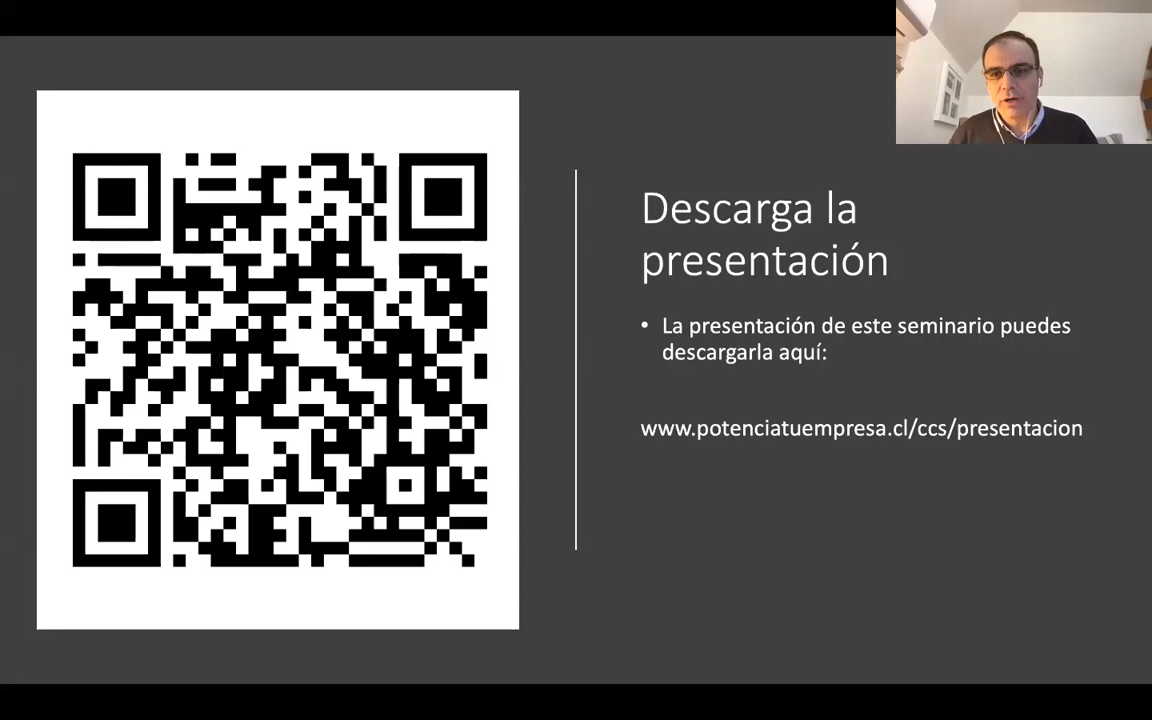 Descarga la
presentación
• La presentación de este seminario puedes
descargarla aquí:
www.potenciatuempresa.cl/ccs/presentacion